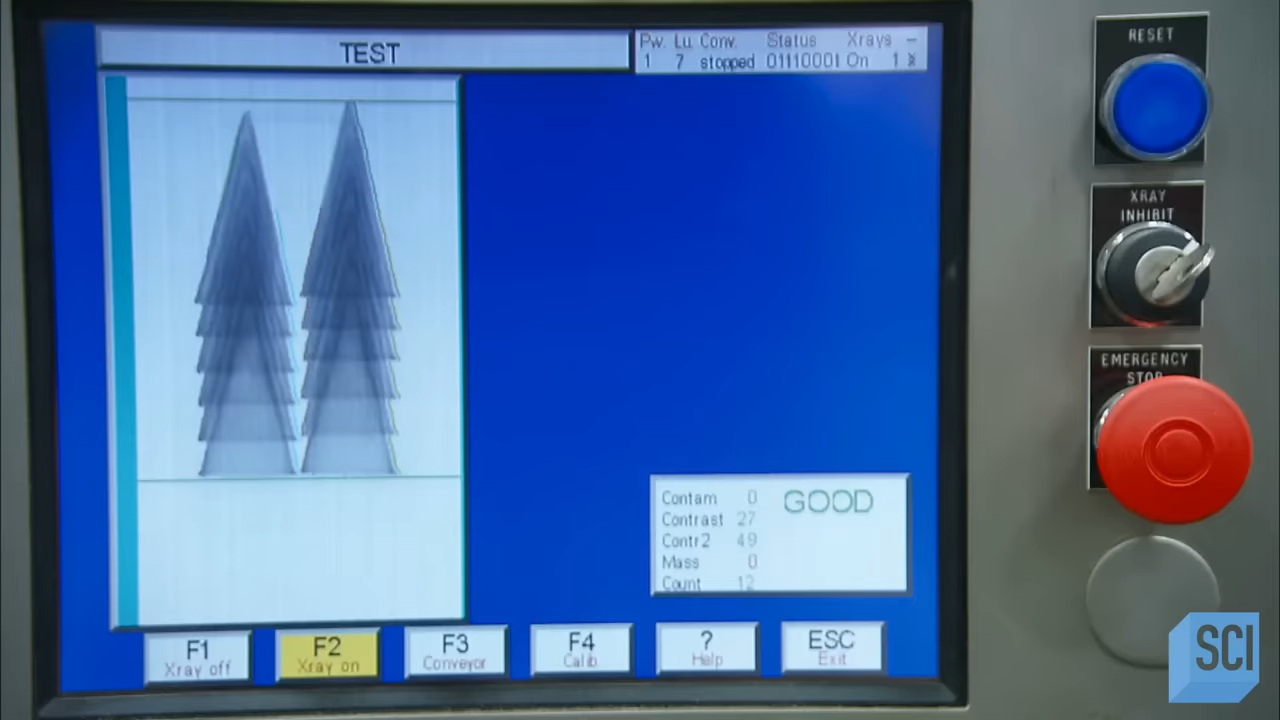 TEST
Pw. Lu. Conv. Status Xrays -
1 7 stopped 01110001 On 1
Contam 0 GOOD
Contrast 27
Contr2 49
Mass 0
Count 12
F1
Xray off
F2
Xray on
F3
Conveyor
F4
Calib
?
Help
ESC
Exit
RESET
XRAY
INHIBIT
EMERGENCY
STOP
SCI